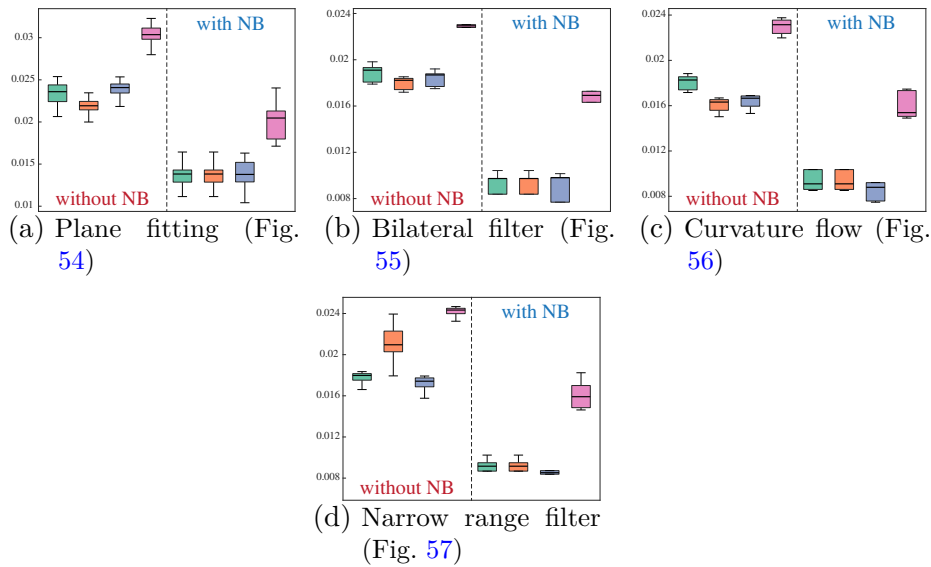 with NB
0.03
0.025
0.02
0.015
without NB
0.01
(a) Plane fitting (Fig. 54)
0.024
with NB
0.02
0.016
0.012
without NB
0.008
(b) Bilateral filter (Fig. 55)
0.024
with NB
0.02
0.016
0.012
without NB
0.008
(c) Curvature flow (Fig. 56)
0.024
with NB
0.02
0.016
0.012
0.008
without NB
(d) Narrow range filter
(Fig. 57)